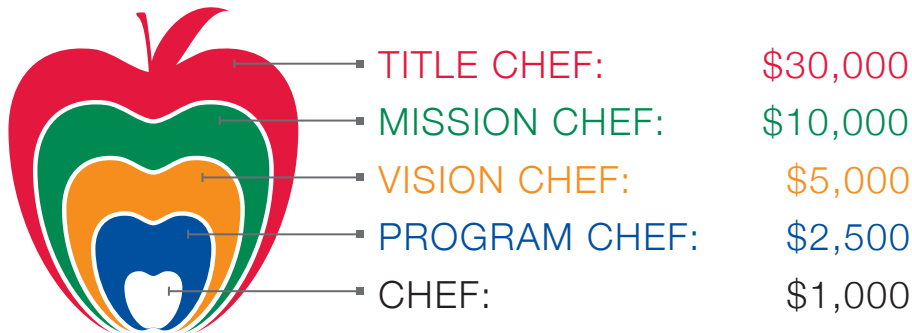 TITLE CHEF: $30,000
MISSION CHEF: $10,000
VISION CHEF: $5,000
PROGRAM CHEF: $2,500
CHEF: $1,000